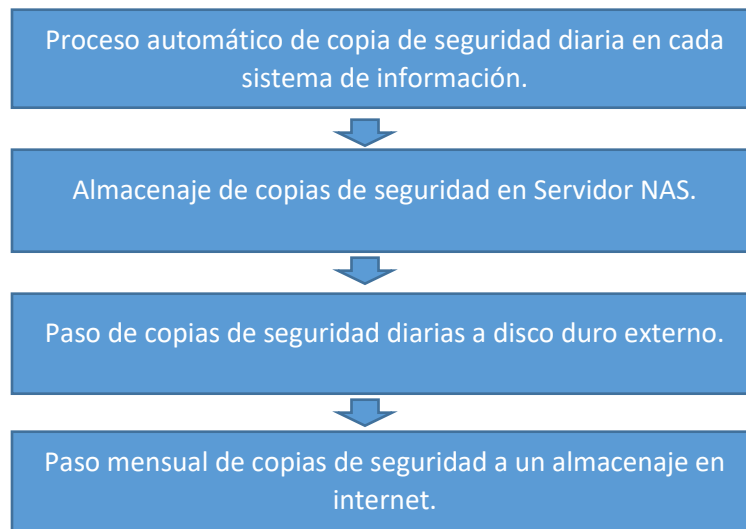 Proceso automático de copia de seguridad diaria en cada
sistema de información.
Almacenaje de copias de seguridad en Servidor NAS.
Paso de copias de seguridad diarias a disco duro externo.
Paso mensual de copias de seguridad a un almacenaje en
internet.